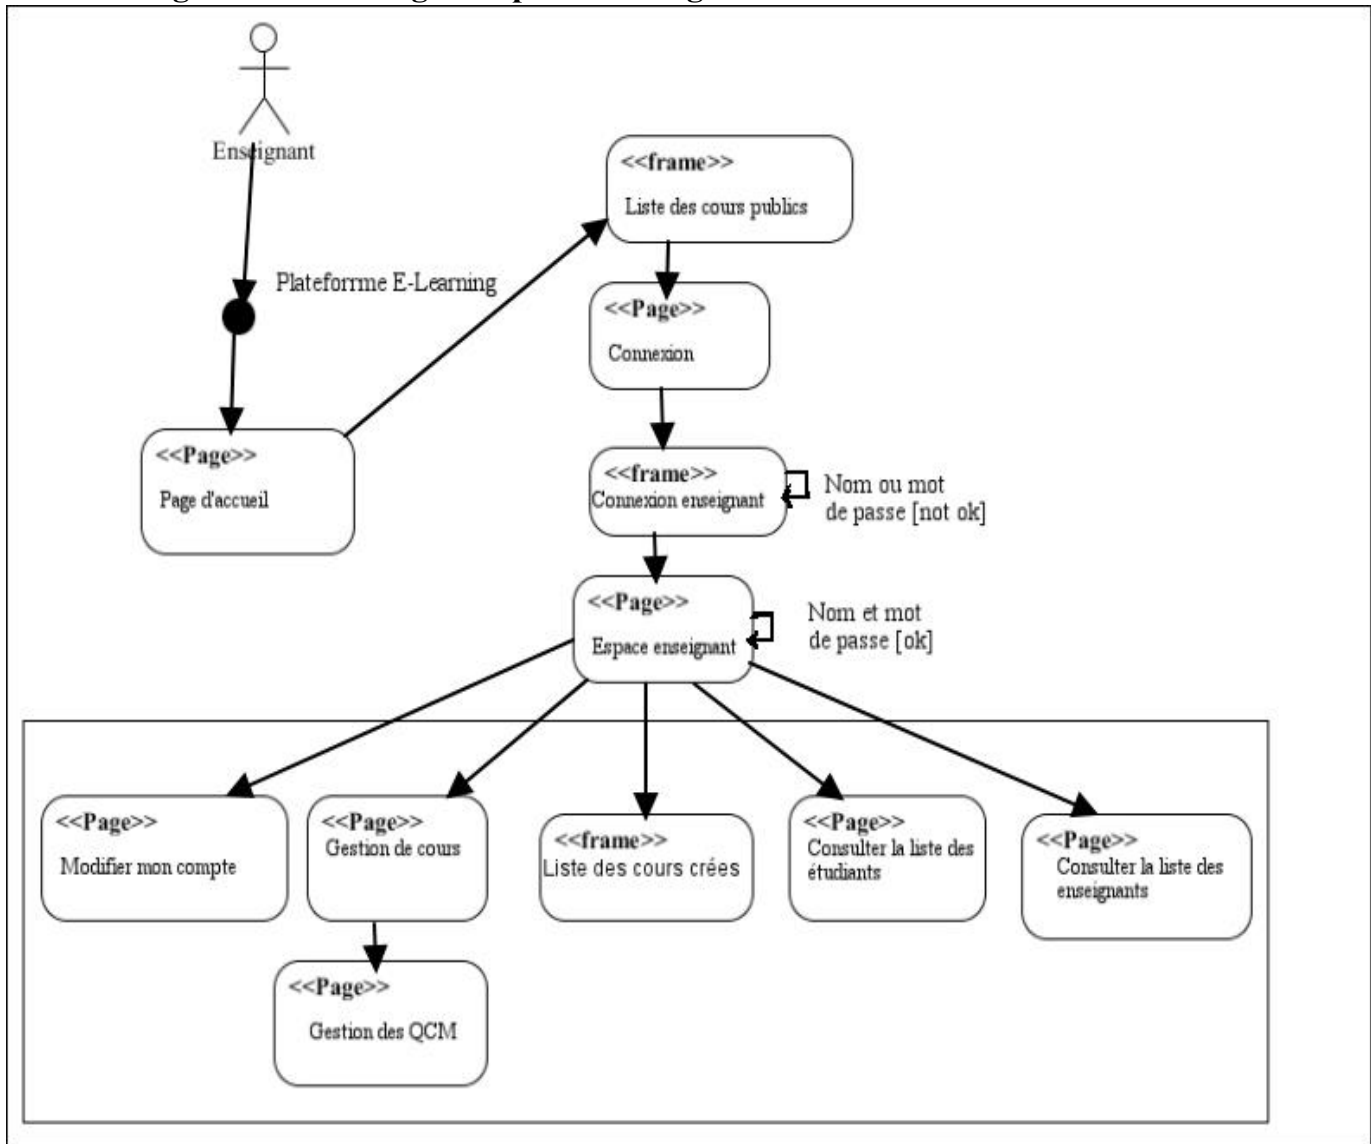 Enseignant
Plateforrme E-Learning
<<Page>>
Page d'accueil
<<frame>>
Liste des cours publics
<<Page>>
Connexion
<<frame>>
Connexion enseignant
Nom ou mot
de passe [not ok]
<<Page>>
Espace enseignant
Nom et mot
de passe [ok]
<<Page>>
Modifier mon compte
<<Page>>
Gestion de cours
<<frame>>
Liste des cours crées
<<Page>>
Consulter la liste des
étudiants
<<Page>>
Consulter la liste des
enseignants
<<Page>>
Gestion des QCM